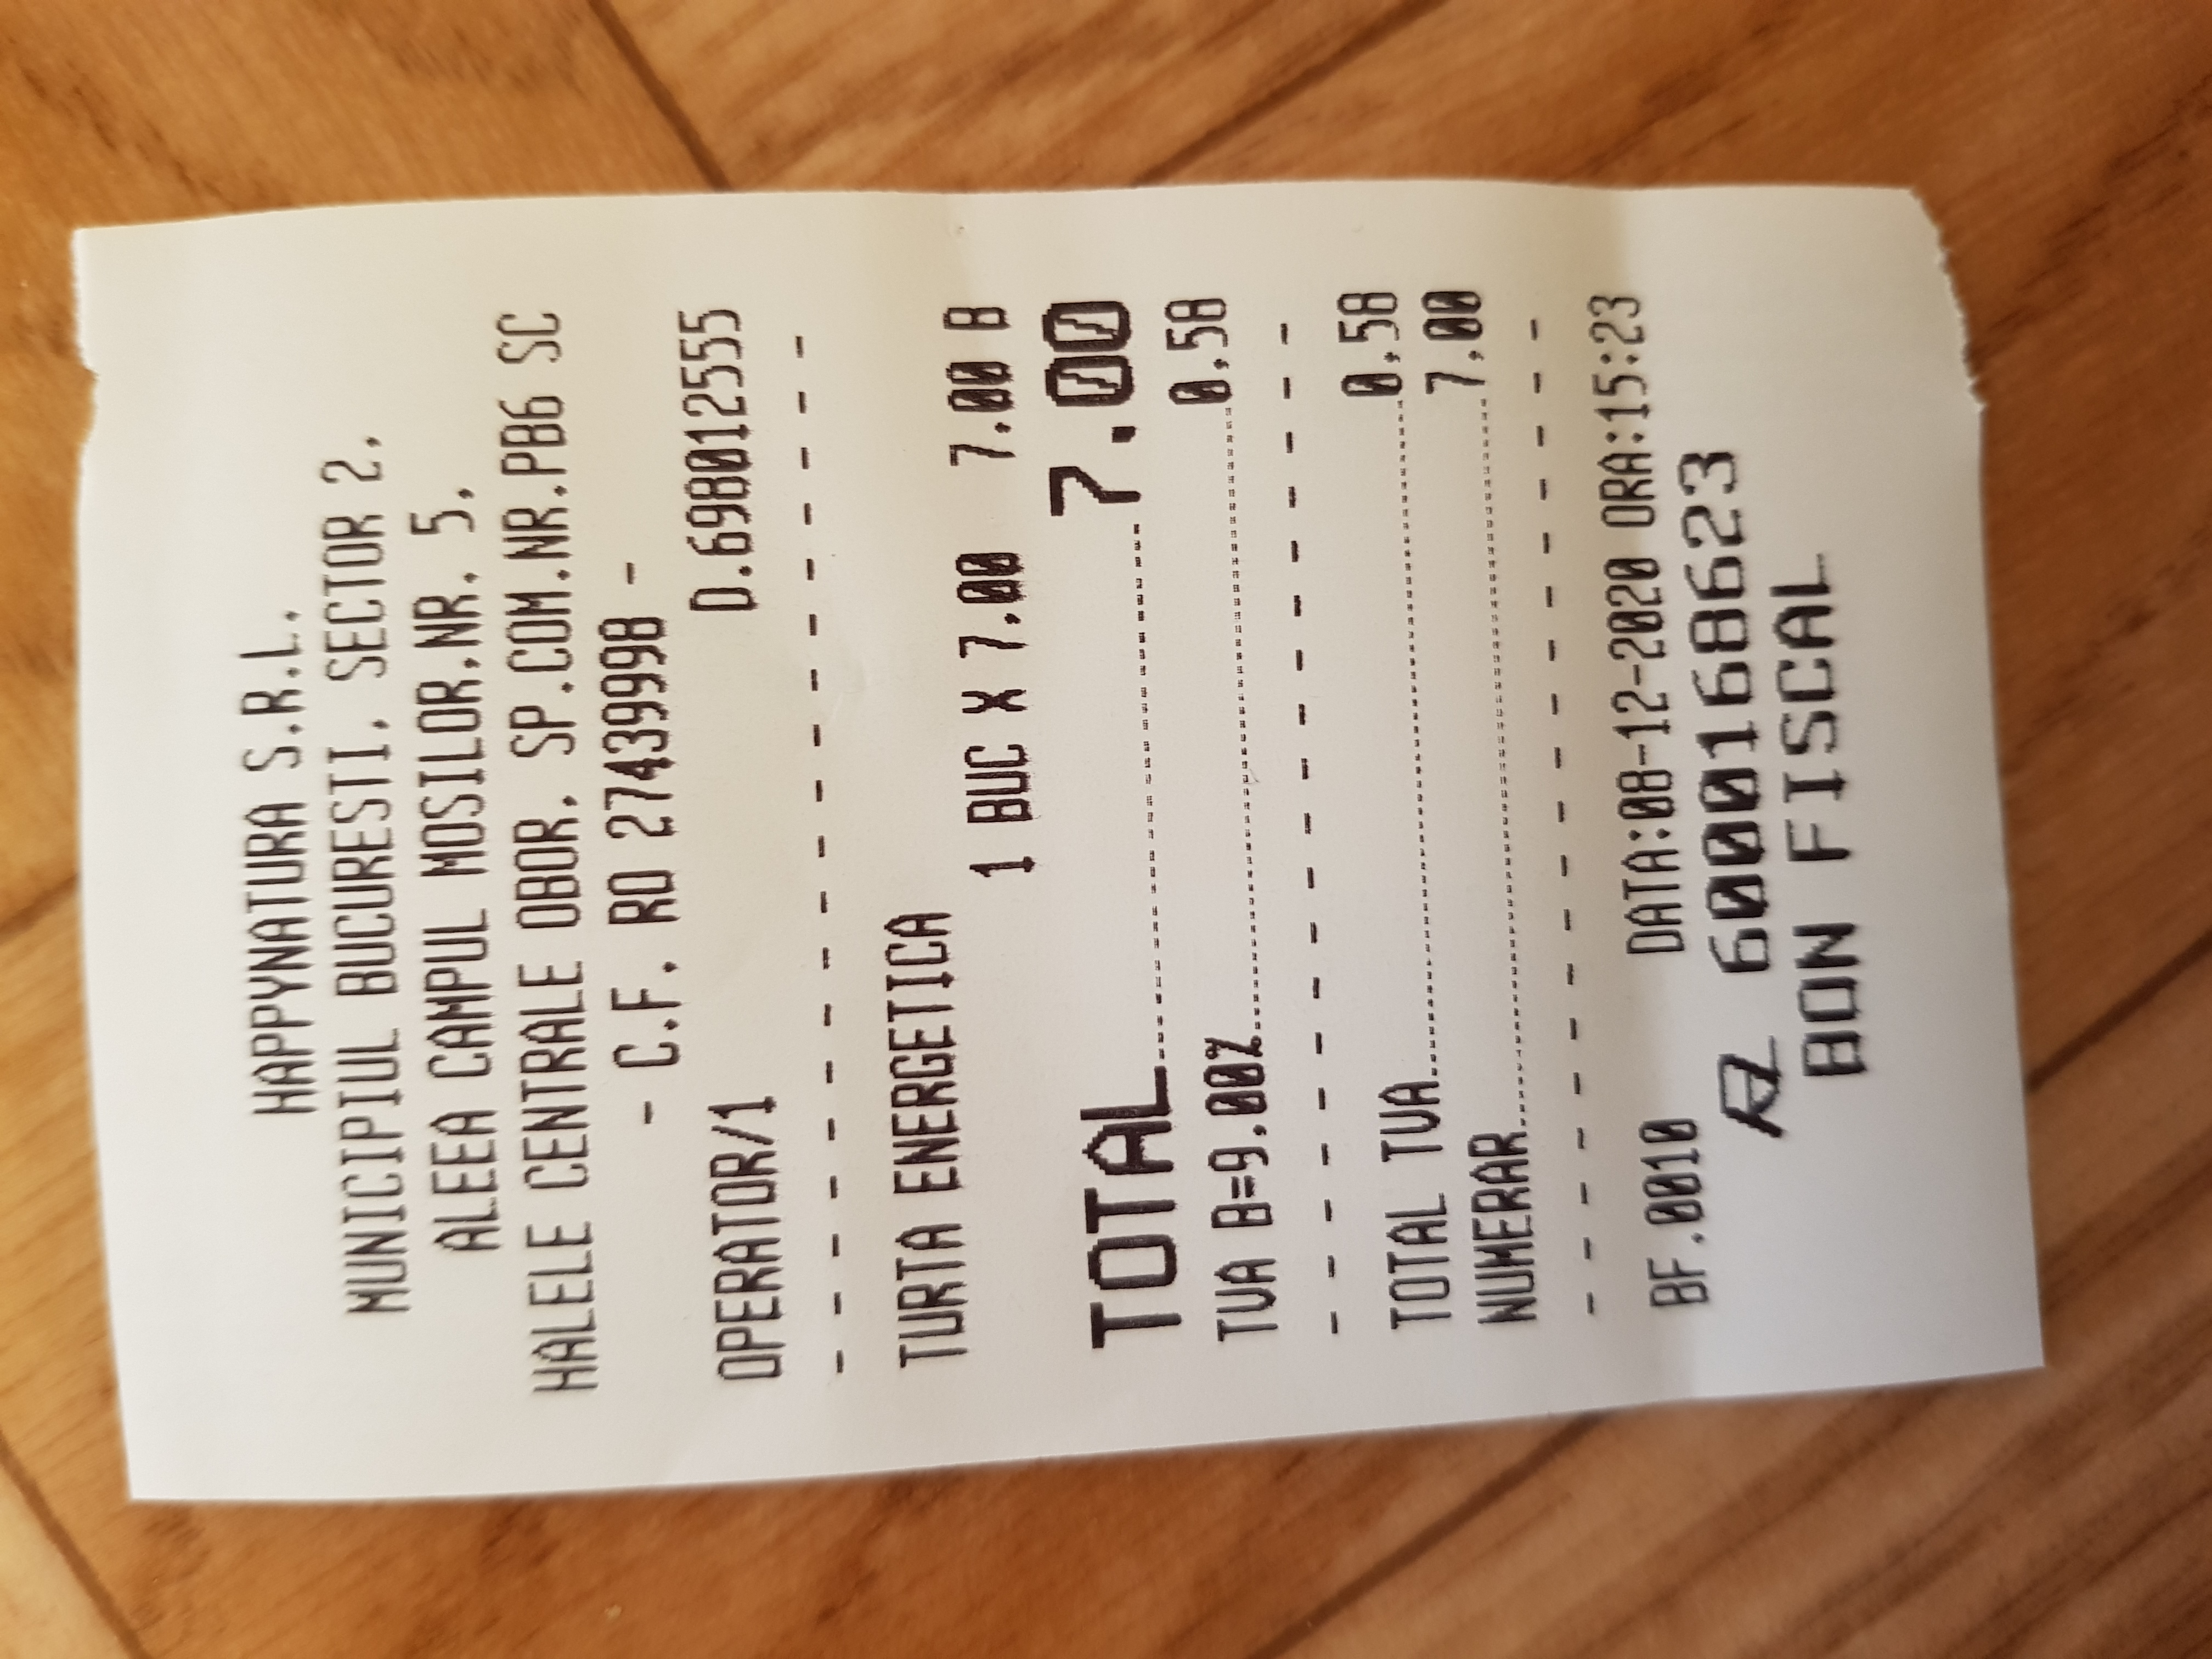 HAPPYNATURA S.R.L.
MUNICIPIUL BUCURESTI, SECTOR 2,
ALEEA CAMPUL MOSILOR,NR. 5,
HALELE CENTRALE OBOR, SP.COM.NR.PB6 SC
- C.F. RO 27439998 -
OPERATOR/1 D.698012555
TURTA ENERGETICA
1 BUC X 7.00 7.00 B
TOTAL 7.00
TVA B=9.00% 0.58
TOTAL TVA 0.58
NUMERAR 7.00
BF.0010 DATA:08-12-2020 ORA:15:23
6000168623
BON FISCAL